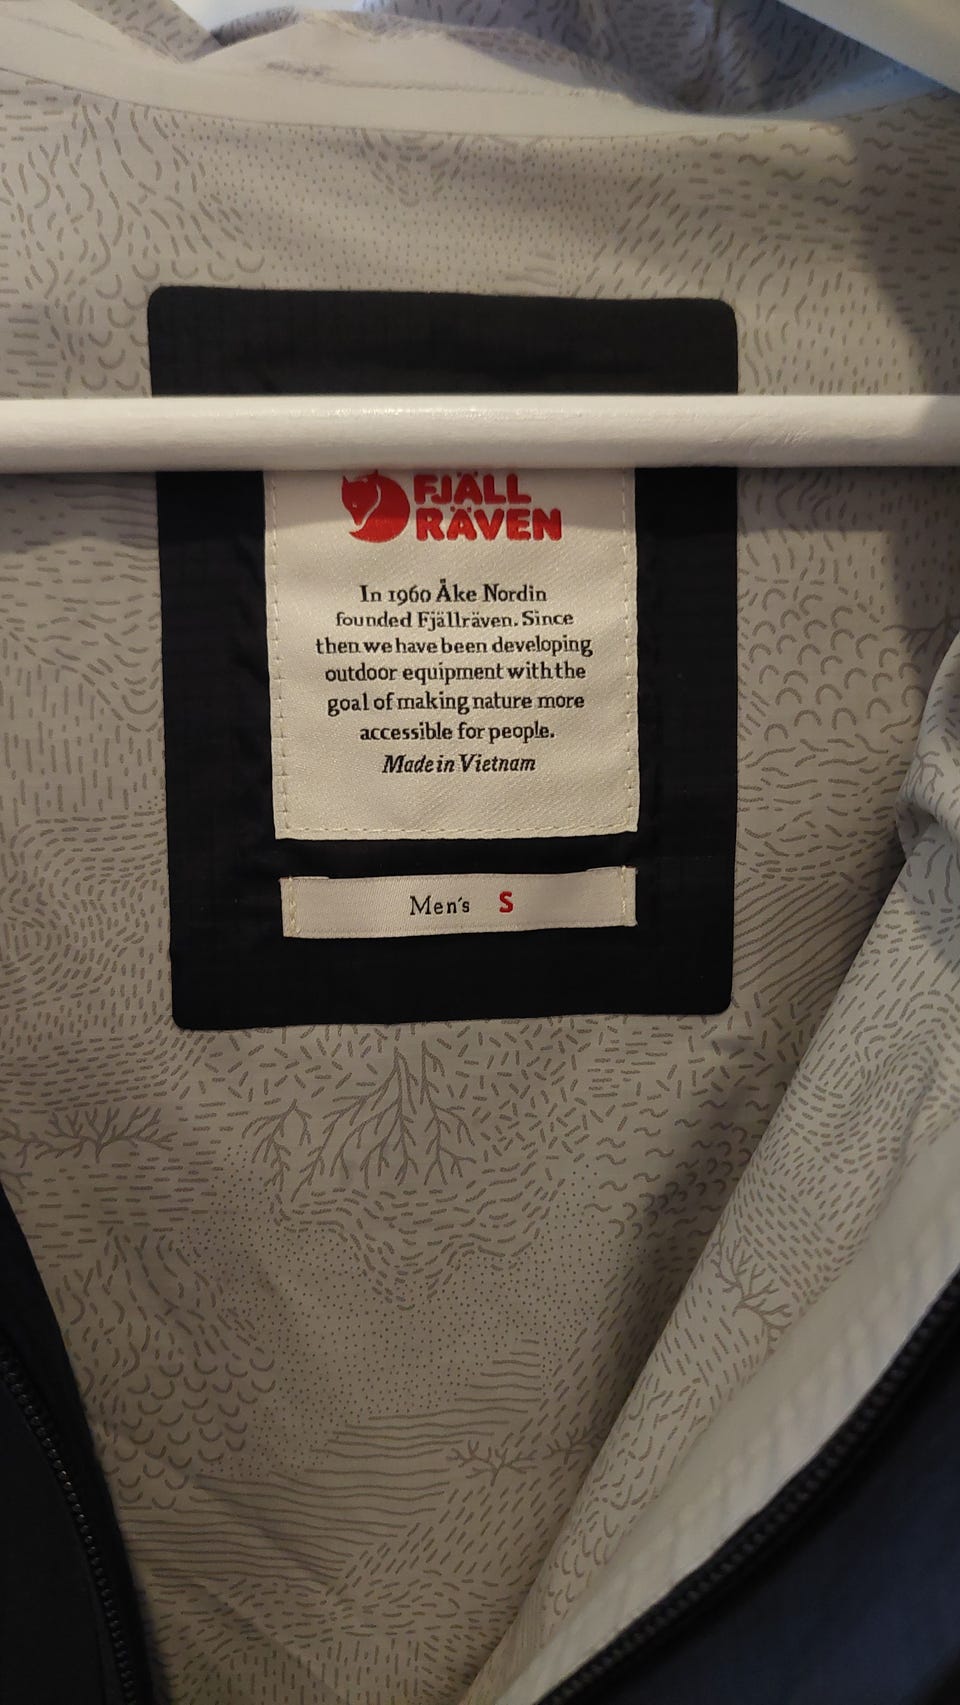 FJÄLL
RÄVEN
In 1960 Åke Nordin
founded Fjällräven. Since
then we have been developing
outdoor equipment with the
goal of making nature more
accessible for people.
Made in Vietnam
Men's S